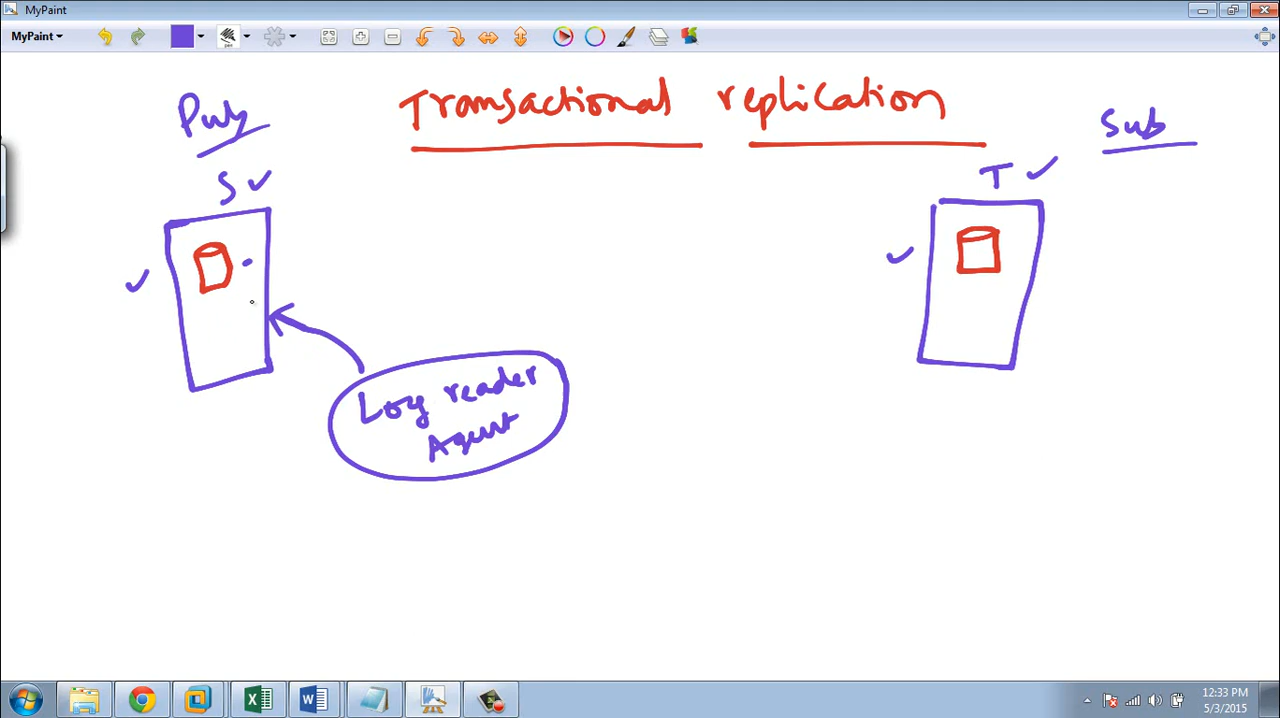 MyPaint
MyPaint
Pub
Transactional replication
Sub
S
T
Log reader
Agent
12:33 PM
5/3/2015